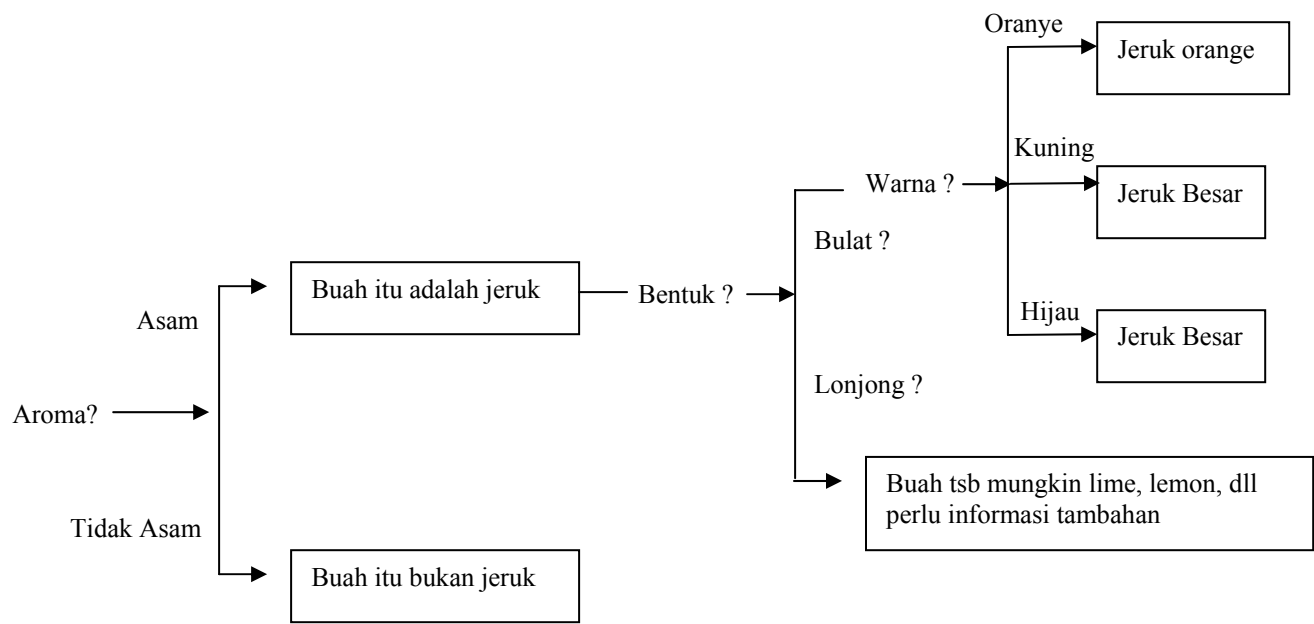 Oranye
Jeruk orange
Kuning
Warna ?
Jeruk Besar
Bulat ?
Buah itu adalah jeruk
Bentuk ?
Hijau
Asam
Jeruk Besar
Lonjong ?
Aroma?
Buah tsb mungkin lime, lemon, dll
perlu informasi tambahan
Tidak Asam
Buah itu bukan jeruk